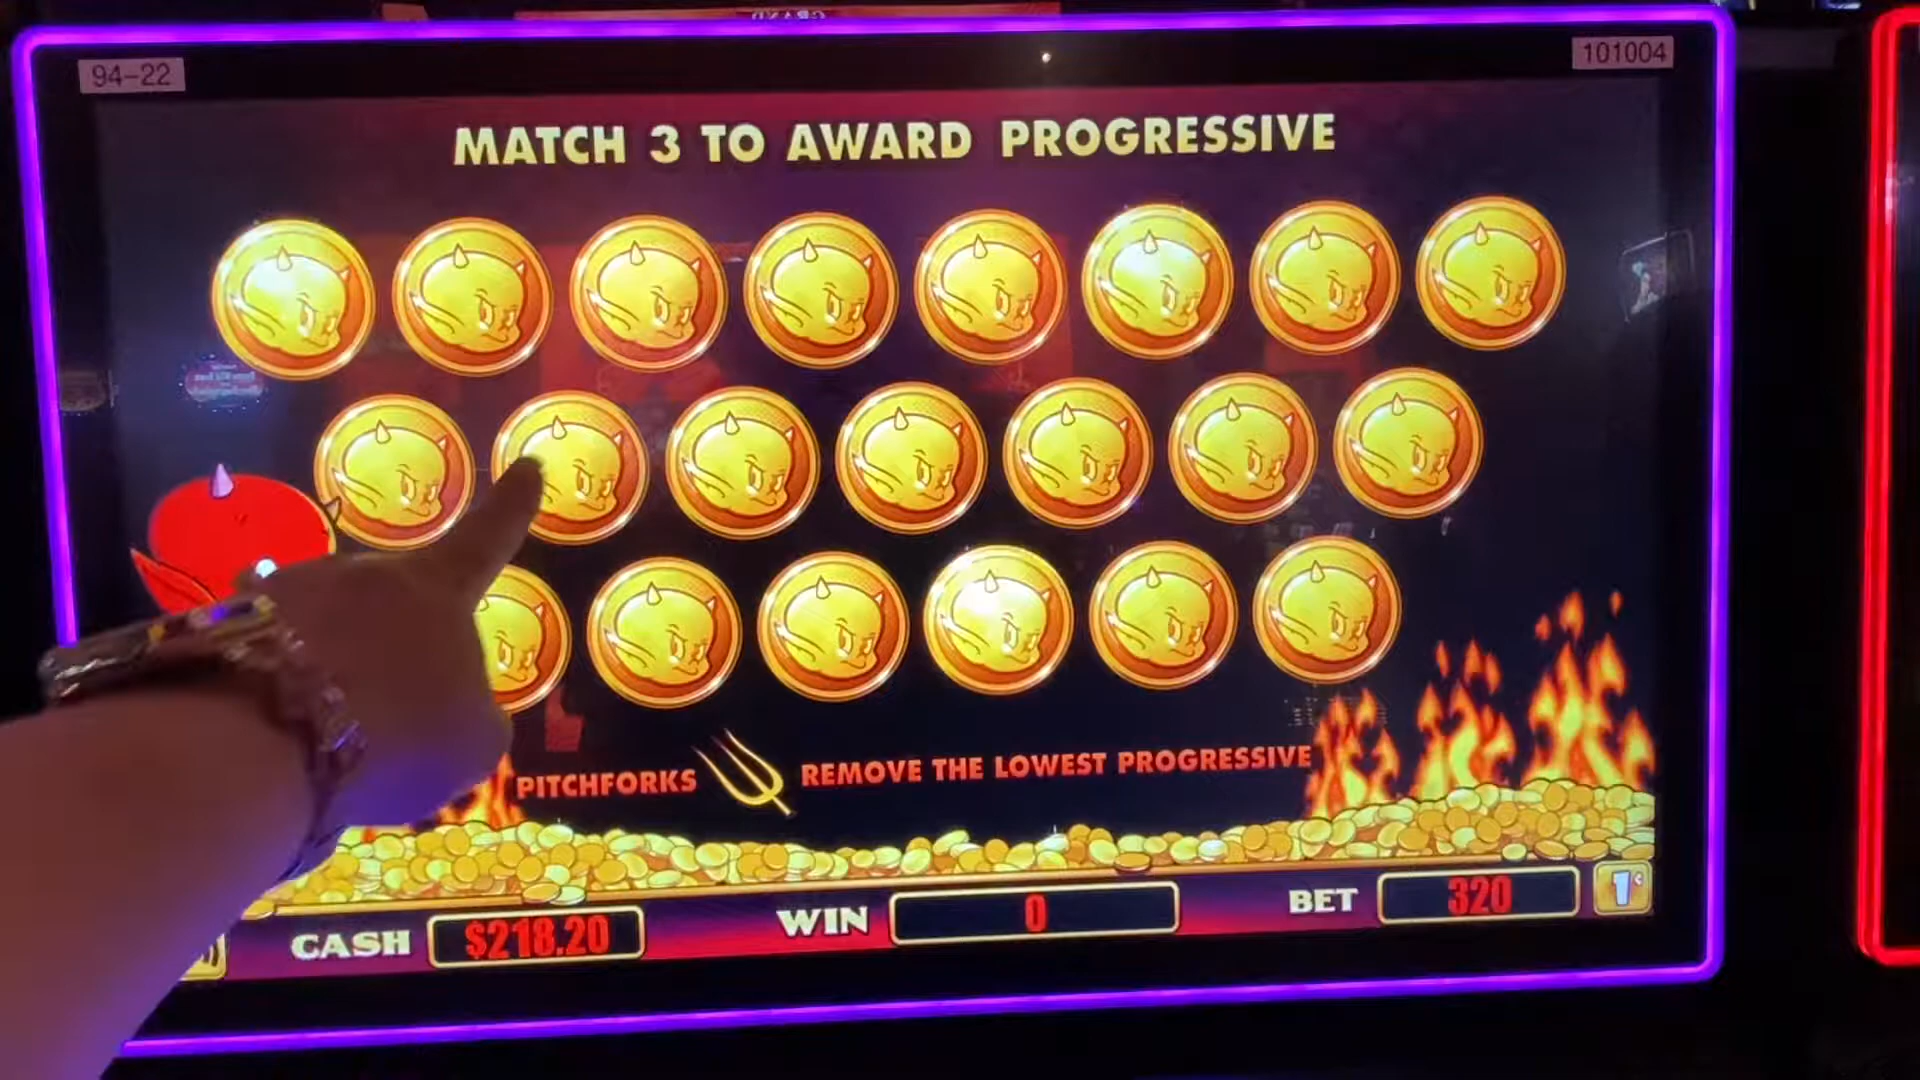 94-22
101004
MATCH 3 TO AWARD PROGRESSIVE
PITCHFORKS REMOVE THE LOWEST PROGRESSIVE
CASH $218.20 WIN 0 BET 320 1¢